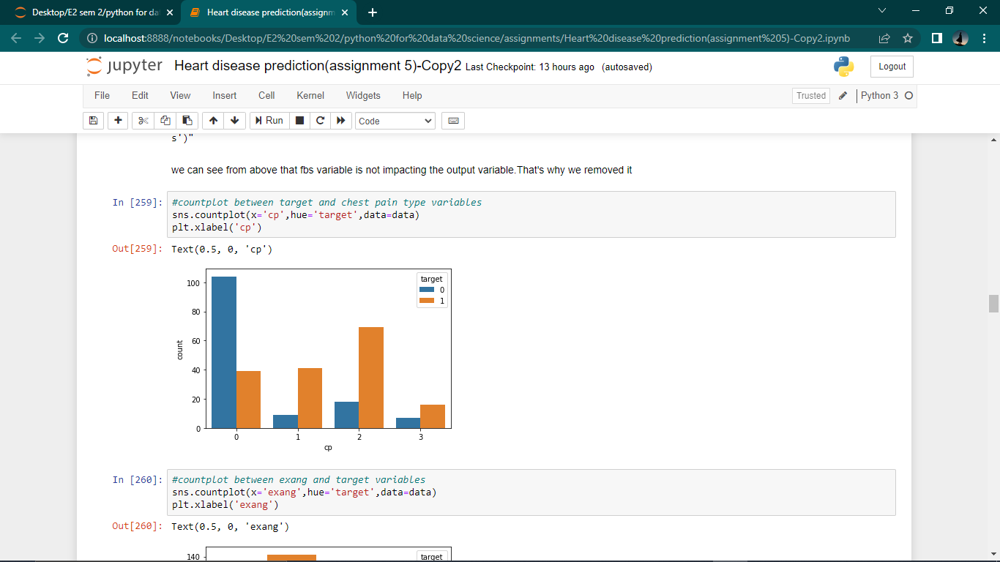 Desktop/E2 sem 2/python for da
Heart disease prediction(assignm
localhost:8888/notebooks/Desktop/E2%20sem%202/python%20for%20data%20science/assignments/Heart%20disease%20prediction(assignment%205)-Copy2.ipynb
jupyter Heart disease prediction(assignment 5)-Copy2 Last Checkpoint: 13 hours ago (autosaved)
Logout
File Edit View Insert Cell Kernel Widgets Help
Trusted Python 3
Run Code
s')"
we can see from above that fbs variable is not impacting the output variable.That's why we removed it
In [259]: #countplot between target and chest pain type variables
sns.countplot(x='cp',hue='target',data=data)
plt.xlabel('cp')
Out[259]: Text(0.5, 0, 'cp')
target
0
1
100
80
60
40
20
0
count
0 1 2 3
cp
In [260]: #countplot between exang and target variables
sns.countplot(x='exang',hue='target',data=data)
plt.xlabel('exang')
Out[260]: Text(0.5, 0, 'exang')
140
target